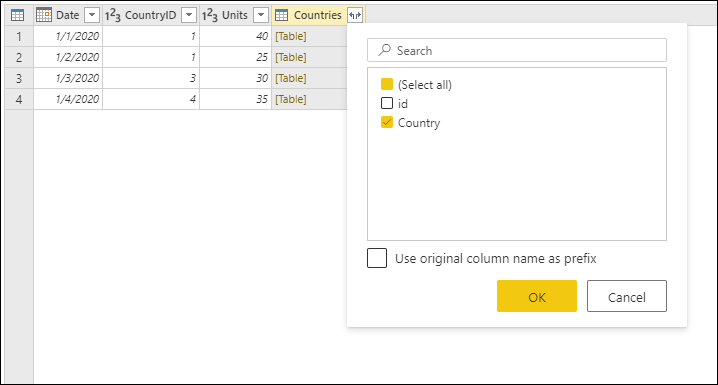 Date 1²3 CountryID 1²3 Units Countries
1 1/1/2020 1 40 [Table]
2 1/2/2020 1 25 [Table]
3 1/3/2020 3 30 [Table]
4 1/4/2020 4 35 [Table]
Search
(Select all)
id
Country
Use original column name as prefix
OK Cancel